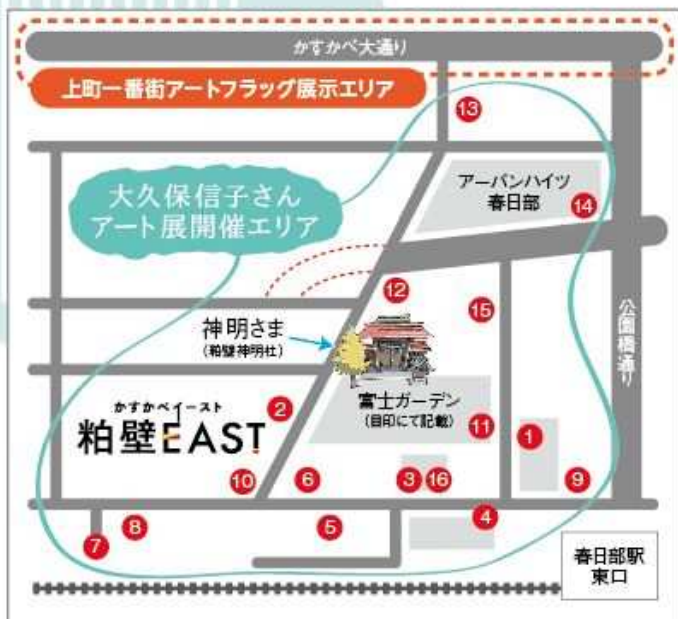 かすかべ大通り
上町一番街アートフラッグ展示エリア
13
大久保信子さん
アート展開催エリア
アーバンハイツ
春日部
14
12
15
公園橋通り
神明さま
(粕壁神明社)
富士ガーデン
(目印にて記載)
かすかべイースト
粕壁EAST
2
11
1
10
6
3
16
9
8
5
4
7
春日部駅
東口